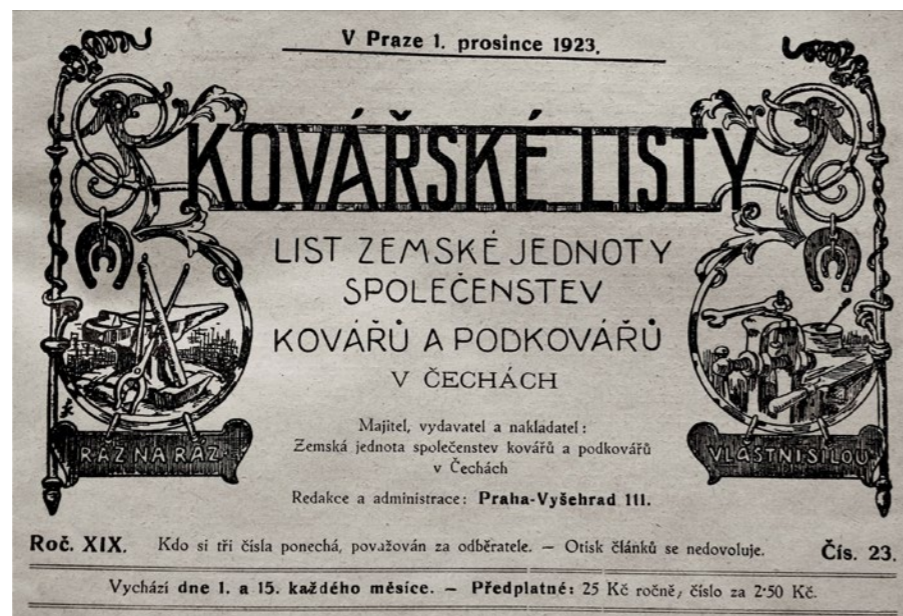 V Praze 1. prosince 1923.
KOVÁŘSKÉ LISTY
LIST ZEMSKÉ JEDNOTY
SPOLEČENSTEV
KOVÁŘŮ A PODKOVÁŘŮ
V ČECHÁCH
Majitel, vydavatel a nakladatel:
Zemská jednota společenstev kovářů a podkovářů
v Čechách
Redakce a administrace: Praha-Vyšehrad 111.
RÁZ NA RÁZ
VLASTNÍ SILOU
Roč. XIX. Kdo si tři čísla ponechá, považován za odběratele. — Otisk článků se nedovoluje. Čís. 23.
Vychází dne 1. a 15. každého měsíce. — Předplatné: 25 Kč ročně, číslo za 2·50 Kč.